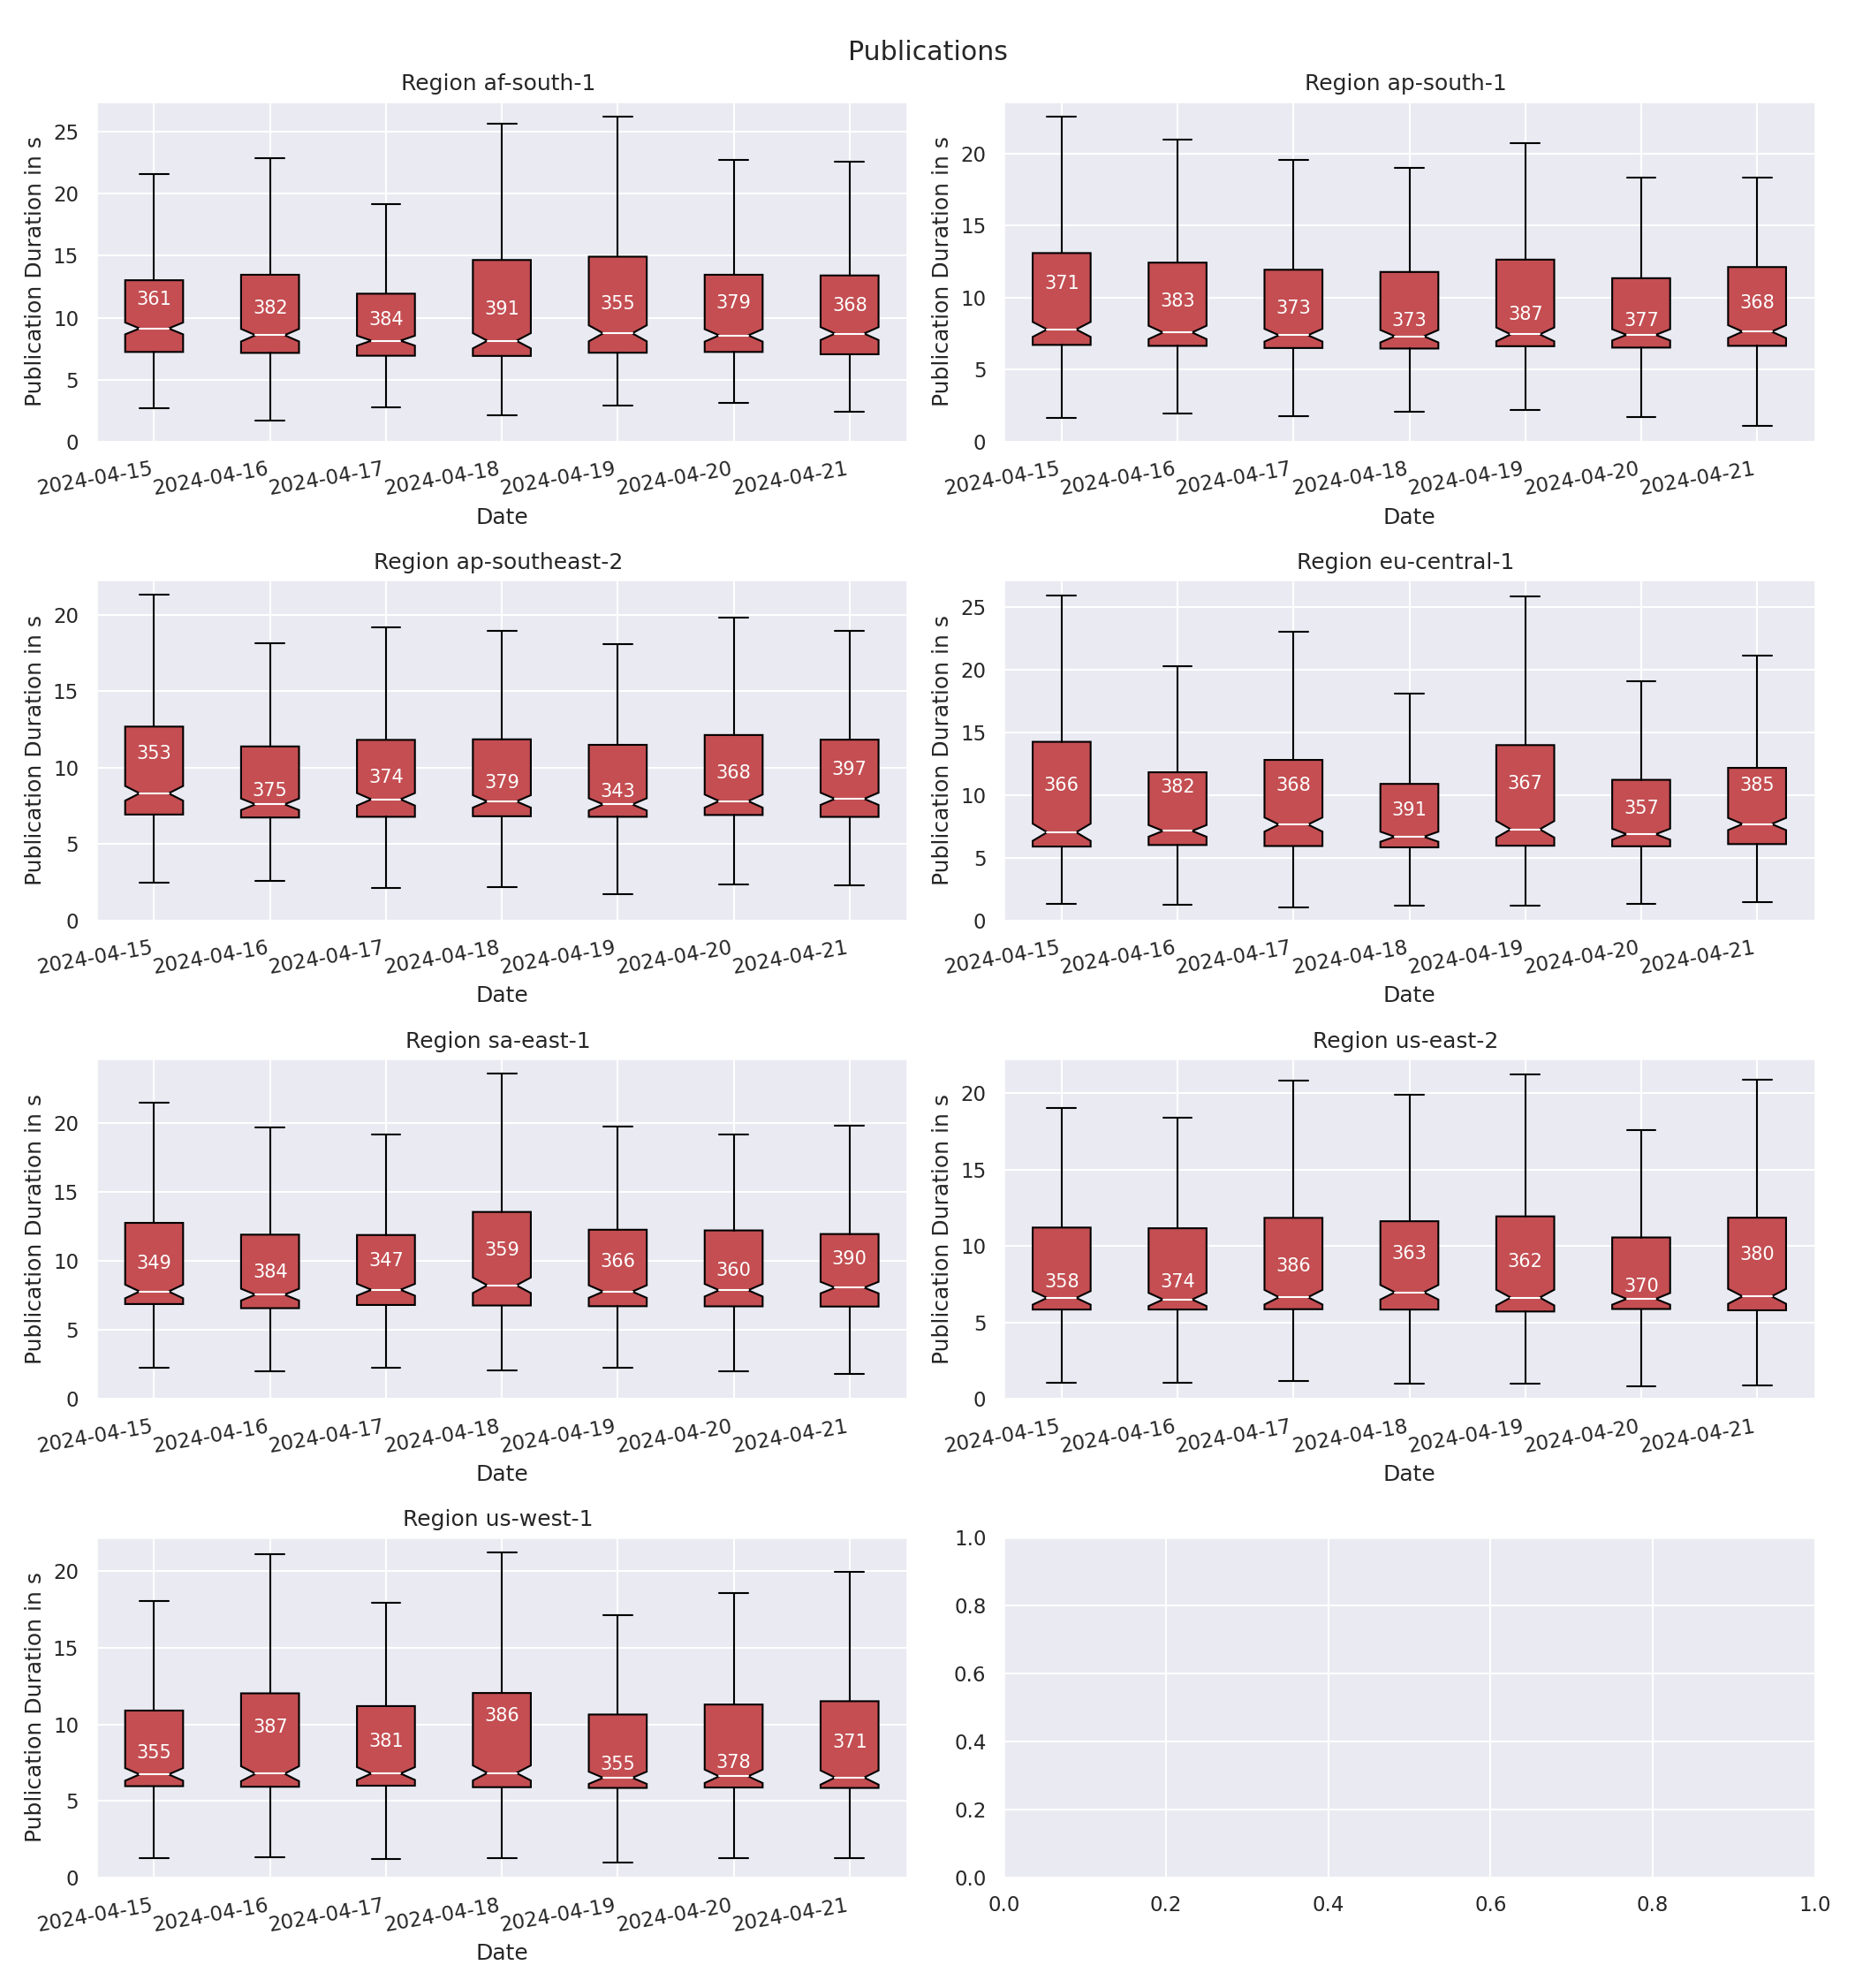 Publications
Region af-south-1
Publication Duration in s
25
20
15
10
5
0
361 382 384 391 355 379 368
2024-04-15 2024-04-16 2024-04-17 2024-04-18 2024-04-19 2024-04-20 2024-04-21
Date
Region ap-south-1
Publication Duration in s
20
15
10
5
0
371 383 373 373 387 377 368
2024-04-15 2024-04-16 2024-04-17 2024-04-18 2024-04-19 2024-04-20 2024-04-21
Date
Region ap-southeast-2
Publication Duration in s
20
15
10
5
0
353 375 374 379 343 368 397
2024-04-15 2024-04-16 2024-04-17 2024-04-18 2024-04-19 2024-04-20 2024-04-21
Date
Region eu-central-1
Publication Duration in s
25
20
15
10
5
0
366 382 368 391 367 357 385
2024-04-15 2024-04-16 2024-04-17 2024-04-18 2024-04-19 2024-04-20 2024-04-21
Date
Region sa-east-1
Publication Duration in s
20
15
10
5
0
349 384 347 359 366 360 390
2024-04-15 2024-04-16 2024-04-17 2024-04-18 2024-04-19 2024-04-20 2024-04-21
Date
Region us-east-2
Publication Duration in s
20
15
10
5
0
358 374 386 363 362 370 380
2024-04-15 2024-04-16 2024-04-17 2024-04-18 2024-04-19 2024-04-20 2024-04-21
Date
Region us-west-1
Publication Duration in s
20
15
10
5
0
355 387 381 386 355 378 371
2024-04-15 2024-04-16 2024-04-17 2024-04-18 2024-04-19 2024-04-20 2024-04-21
Date
1.0
0.8
0.6
0.4
0.2
0.0
0.0 0.2 0.4 0.6 0.8 1.0